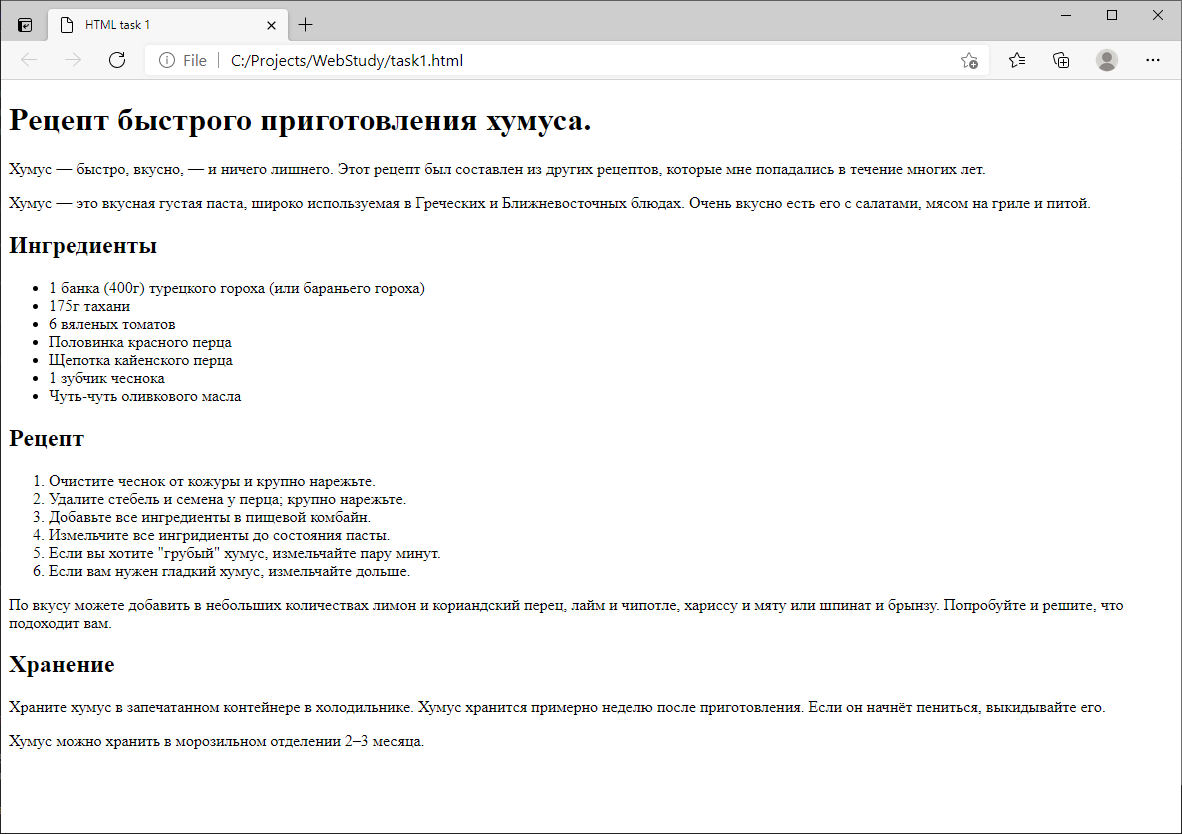 HTML task 1
File
C:/Projects/WebStudy/task1.html
Рецепт быстрого приготовления хумуса.
Хумус — быстро, вкусно, — и ничего лишнего. Этот рецепт был составлен из других рецептов, которые мне попадались в течение многих лет.
Хумус — это вкусная густая паста, широко используемая в Греческих и Ближневосточных блюдах. Очень вкусно есть его с салатами, мясом на гриле и питой.
Ингредиенты
• 1 банка (400г) турецкого гороха (или бараньего гороха)
• 175г тахани
• 6 вяленых томатов
• Половинка красного перца
• Щепотка кайенского перца
• 1 зубчик чеснока
• Чуть-чуть оливкового масла
Рецепт
1. Очистите чеснок от кожуры и крупно нарежьте.
2. Удалите стебель и семена у перца; крупно нарежьте.
3. Добавьте все ингредиенты в пищевой комбайн.
4. Измельчите все ингридиенты до состояния пасты.
5. Если вы хотите "грубый" хумус, измельчайте пару минут.
6. Если вам нужен гладкий хумус, измельчайте дольше.
По вкусу можете добавить в небольших количествах лимон и кориандский перец, лайм и чипотле, хариссу и мяту или шпинат и брынзу. Попробуйте и решите, что
подоходит вам.
Хранение
Храните хумус в запечатанном контейнере в холодильнике. Хумус хранится примерно неделю после приготовления. Если он начнёт пениться, выкидывайте его.
Хумус можно хранить в морозильном отделении 2–3 месяца.